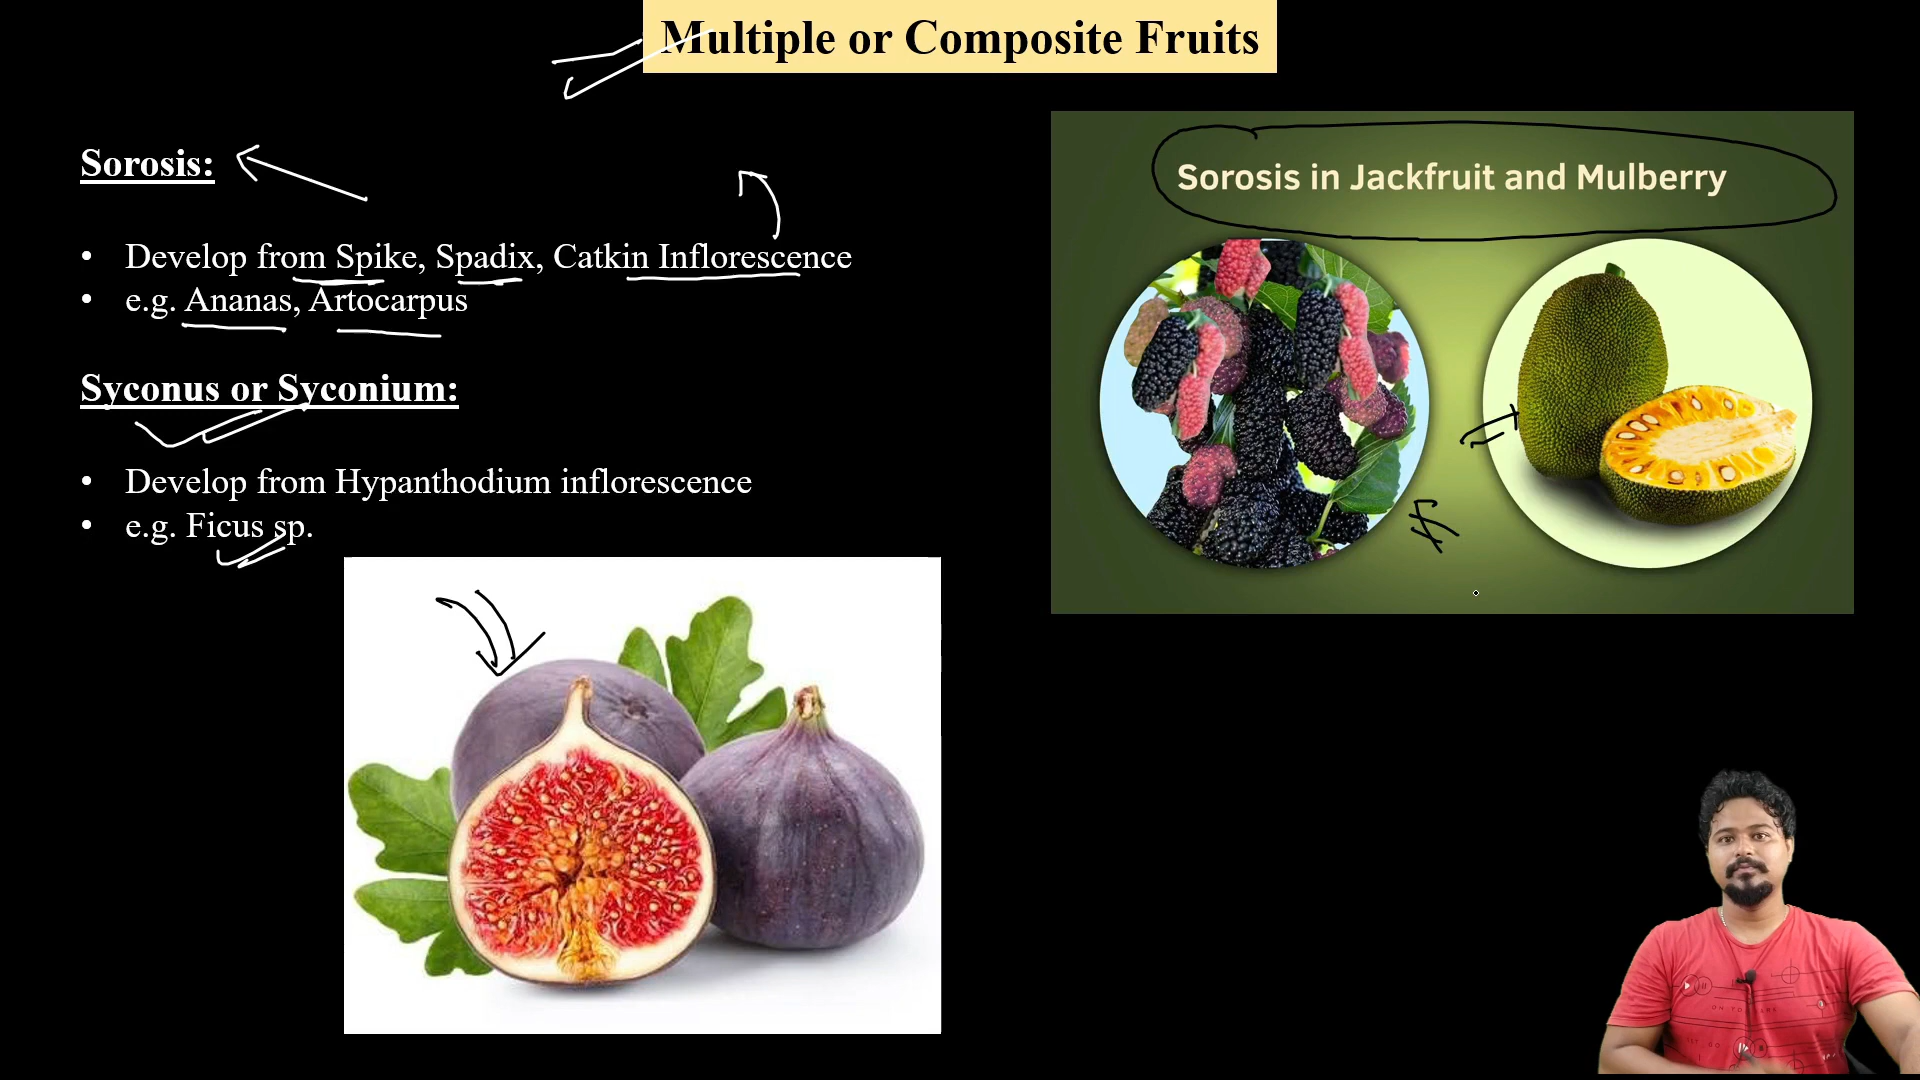 Multiple or Composite Fruits
Sorosis:
• Develop from Spike, Spadix, Catkin Inflorescence
• e.g. Ananas, Artocarpus
Syconus or Syconium:
• Develop from Hypanthodium inflorescence
• e.g. Ficus sp.
Sorosis in Jackfruit and Mulberry